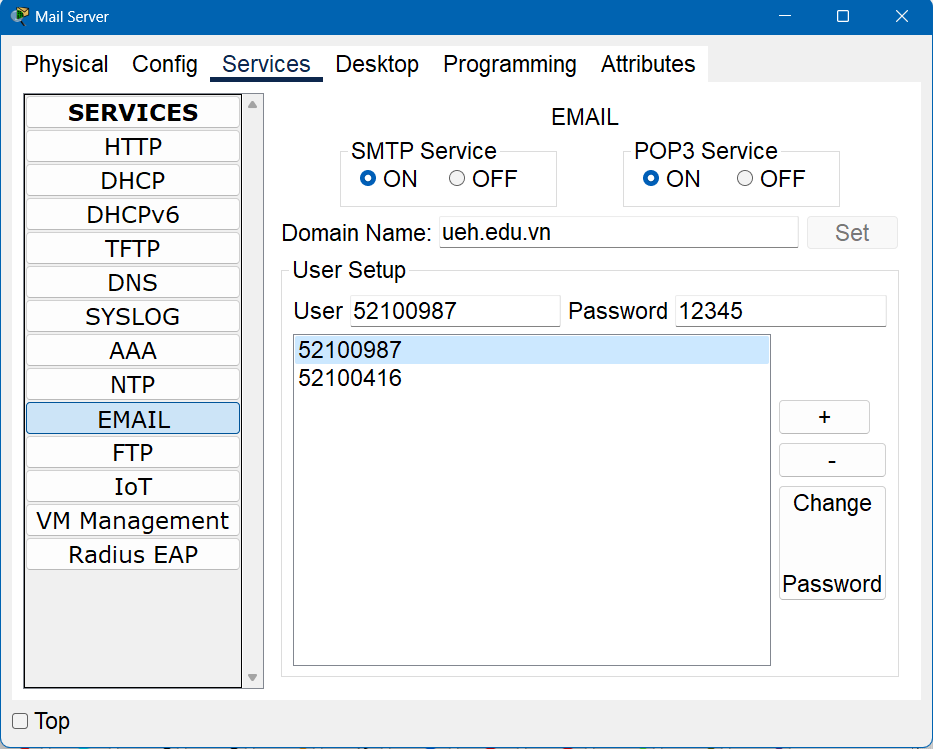 Mail Server
Physical Config Services Desktop Programming Attributes
SERVICES
HTTP
DHCP
DHCPv6
TFTP
DNS
SYSLOG
AAA
NTP
EMAIL
FTP
IoT
VM Management
Radius EAP
EMAIL
SMTP Service
ON OFF
POP3 Service
ON OFF
Domain Name: ueh.edu.vn Set
User Setup
User 52100987 Password 12345
52100987
52100416
+
-
Change
Password
Top